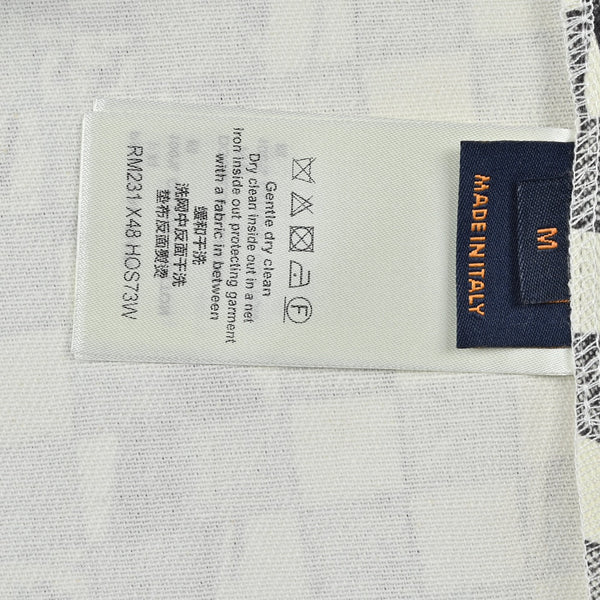 MADE IN ITALY
M
F
Gentle dry clean
Dry clean inside out in a net
Iron inside out protecting garment
with a fabric in between
缓和干洗
洗网中反面干洗
垫布反面熨烫
RM231 X48 HOS73W